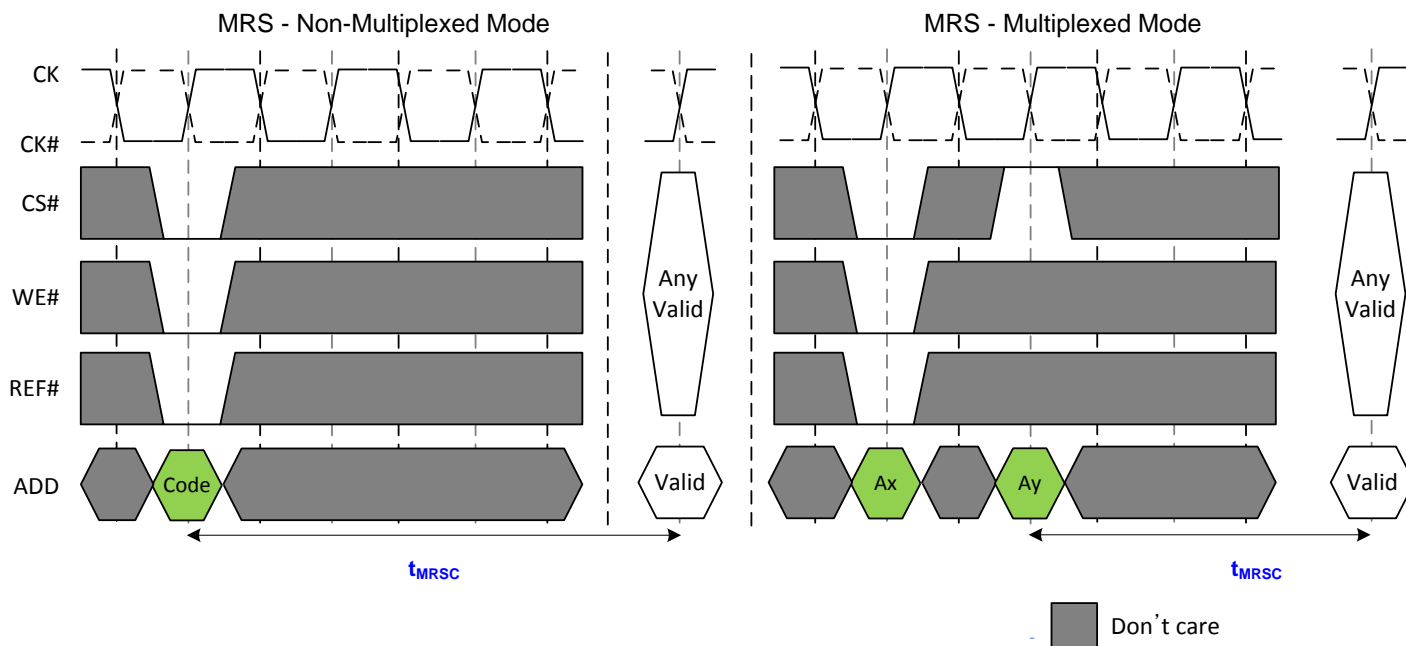 MRS - Non-Multiplexed Mode
MRS - Multiplexed Mode
CK
CK#
CS#
WE#
REF#
ADD
Any
Valid
Any
Valid
Code
Valid
Ax
Ay
Valid
tMRSC
tMRSC
Don't care